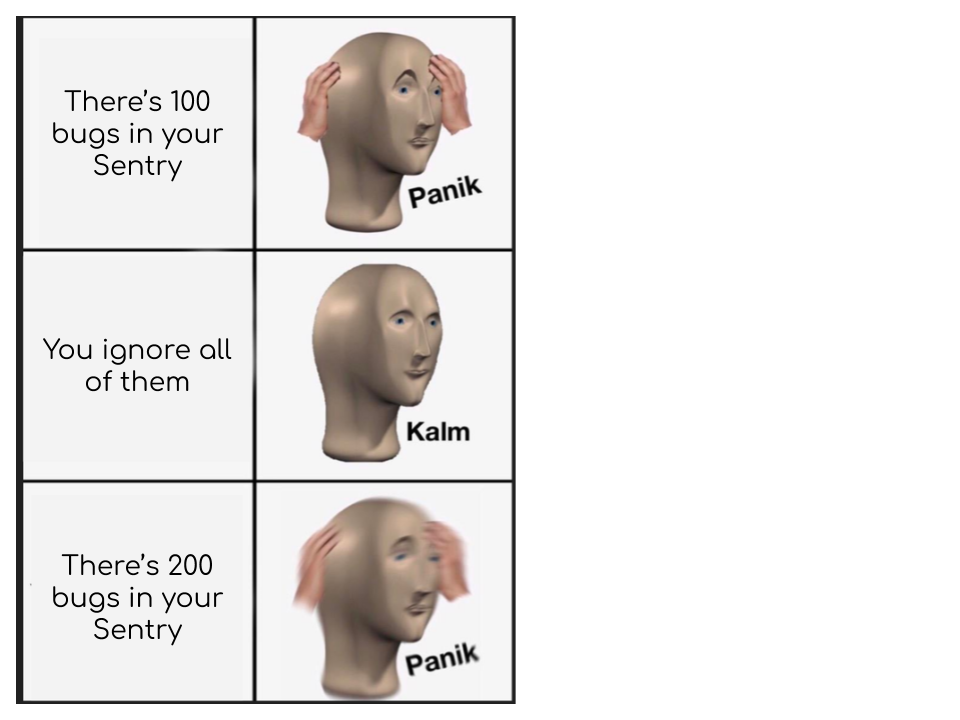 There's 100
bugs in your
Sentry
Panik
You ignore all
of them
Kalm
There's 200
bugs in your
Sentry
Panik